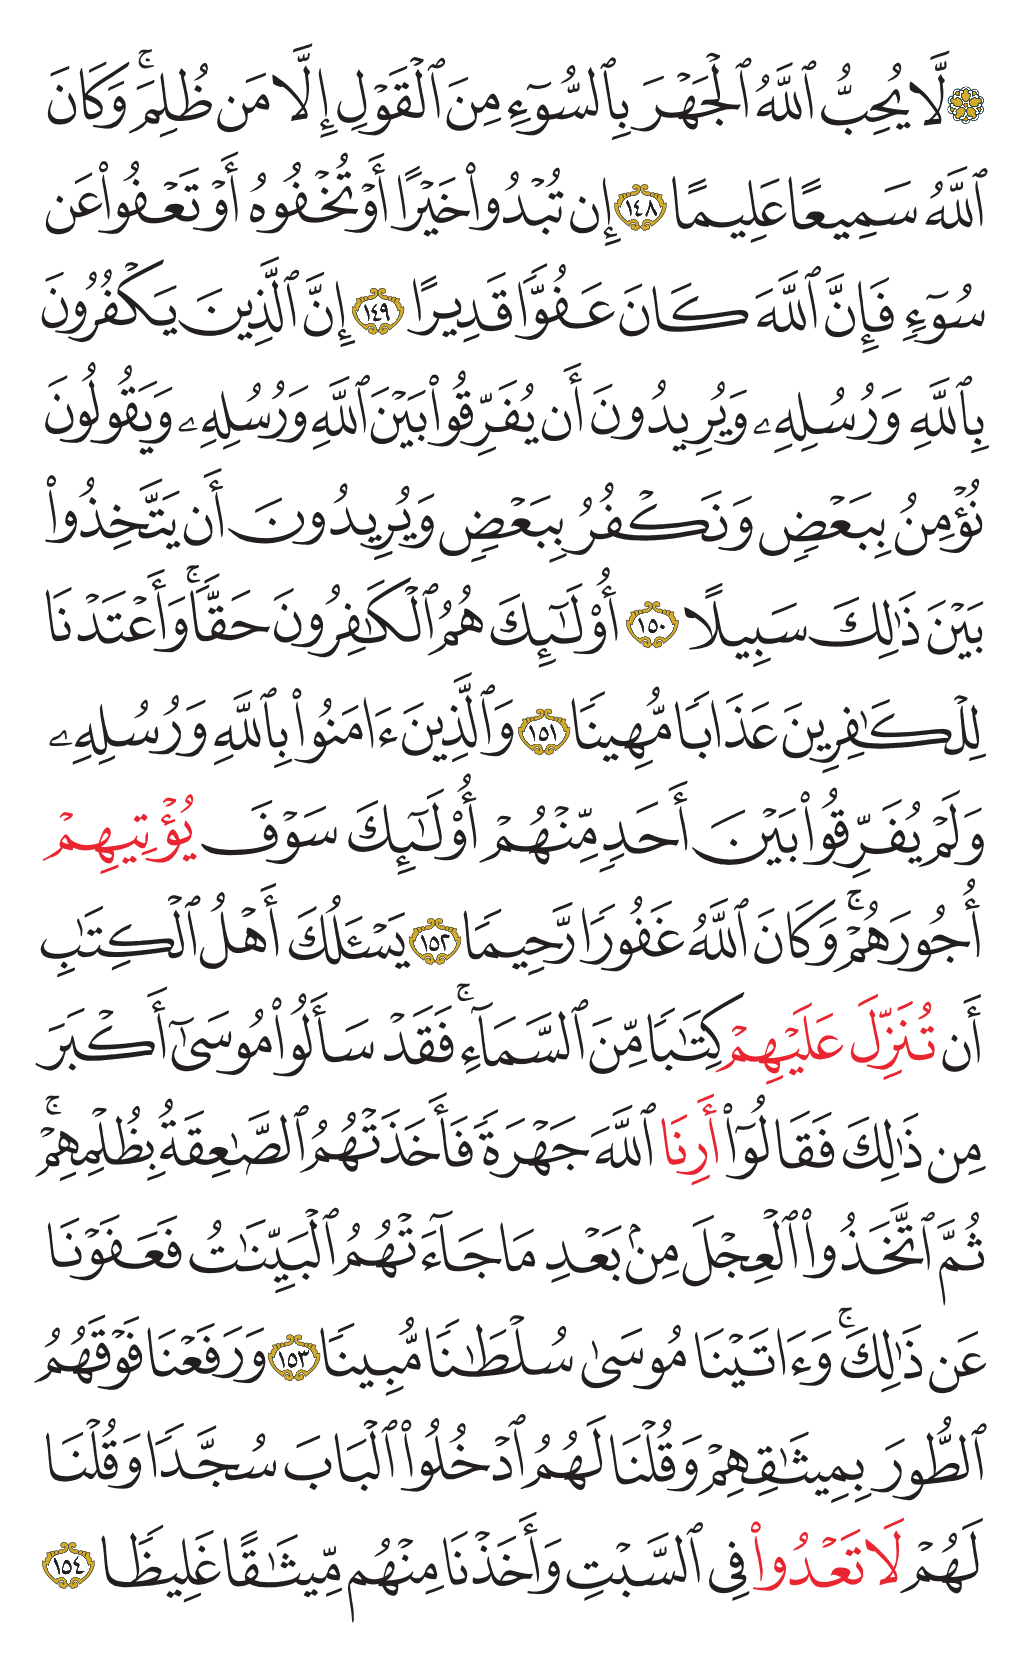 ۞ لَّا يُحِبُّ ٱللَّهُ ٱلْجَهْرَ بِٱلسُّوٓءِ مِنَ ٱلْقَوْلِ إِلَّا مَن ظُلِمَ ۚ وَكَانَ
ٱللَّهُ سَمِيعًا عَلِيمًا ١٤٨ إِن تُبْدُوا۟ خَيْرًا أَوْ تُخْفُوهُ أَوْ تَعْفُوا۟ عَن
سُوٓءٍ فَإِنَّ ٱللَّهَ كَانَ عَفُوًّا قَدِيرًا ١٤٩ إِنَّ ٱلَّذِينَ يَكْفُرُونَ
بِٱللَّهِ وَرُسُلِهِۦ وَيُرِيدُونَ أَن يُفَرِّقُوا۟ بَيْنَ ٱللَّهِ وَرُسُلِهِۦ وَيَقُولُونَ
نُؤْمِنُ بِبَعْضٍ وَنَكْفُرُ بِبَعْضٍ وَيُرِيدُونَ أَن يَتَّخِذُوا۟
بَيْنَ ذَٰلِكَ سَبِيلًا ١٥٠ أُو۟لَـٰٓئِكَ هُمُ ٱلْكَـٰفِرُونَ حَقًّا ۚ وَأَعْتَدْنَا
لِلْكَـٰفِرِينَ عَذَابًا مُّهِينًا ١٥١ وَٱلَّذِينَ ءَامَنُوا۟ بِٱللَّهِ وَرُسُلِهِۦ
وَلَمْ يُفَرِّقُوا۟ بَيْنَ أَحَدٍ مِّنْهُمْ أُو۟لَـٰٓئِكَ سَوْفَ يُؤْتِيهِمْ
أُجُورَهُمْ ۚ وَكَانَ ٱللَّهُ غَفُورًا رَّحِيمًا ١٥٢ يَسْـَٔلُكَ أَهْلُ ٱلْكِتَـٰبِ
أَن تُنَزِّلَ عَلَيْهِمْ كِتَـٰبًا مِّنَ ٱلسَّمَآءِ ۚ فَقَدْ سَأَلُوا۟ مُوسَىٰٓ أَكْبَرَ
مِن ذَٰلِكَ فَقَالُوٓا۟ أَرِنَا ٱللَّهَ جَهْرَةً فَأَخَذَتْهُمُ ٱلصَّـٰعِقَةُ بِظُلْمِهِمْ ۚ
ثُمَّ ٱتَّخَذُوا۟ ٱلْعِجْلَ مِنۢ بَعْدِ مَا جَآءَتْهُمُ ٱلْبَيِّنَـٰتُ فَعَفَوْنَا
عَن ذَٰلِكَ ۚ وَءَاتَيْنَا مُوسَىٰ سُلْطَـٰنًا مُّبِينًا ١٥٣ وَرَفَعْنَا فَوْقَهُمُ
ٱلطُّورَ بِمِيثَـٰقِهِمْ وَقُلْنَا لَهُمُ ٱدْخُلُوا۟ ٱلْبَابَ سُجَّدًا وَقُلْنَا
لَهُمْ لَا تَعْدُوا۟ فِى ٱلسَّبْتِ وَأَخَذْنَا مِنْهُم مِّيثَـٰقًا غَلِيظًا ١٥٤